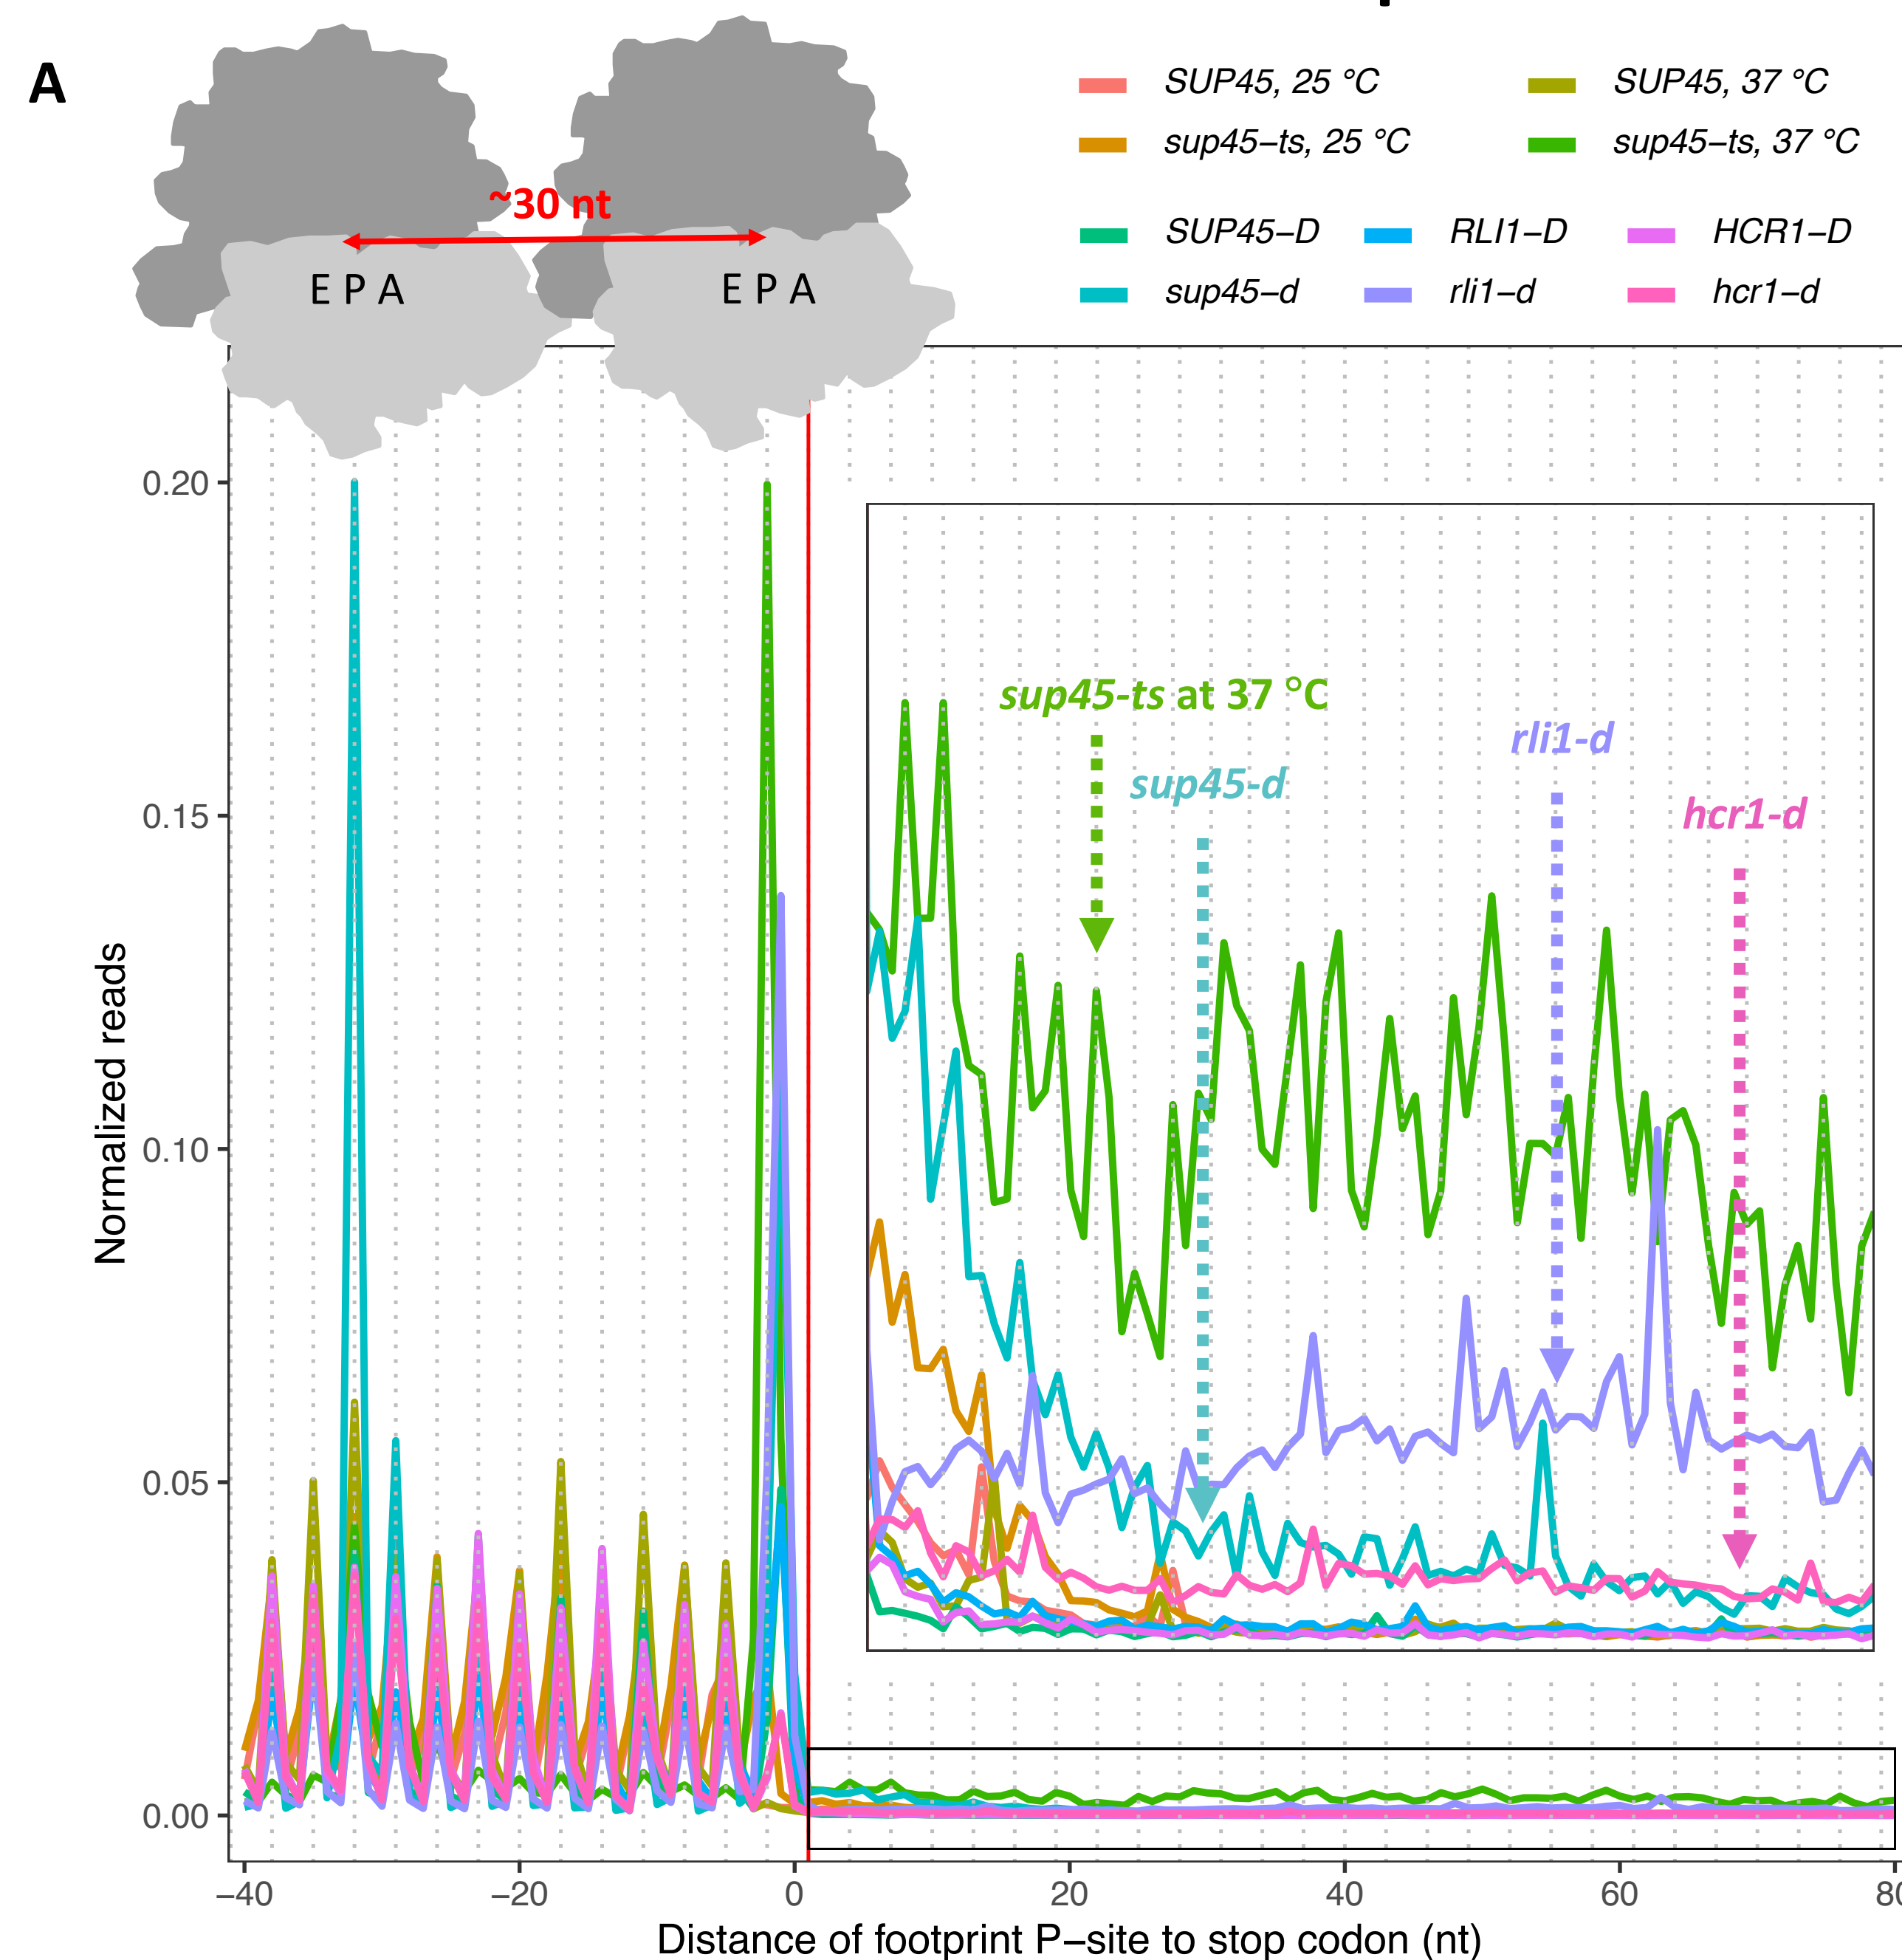 A
SUP45, 25 °C
SUP45, 37 °C
sup45–ts, 25 °C
sup45–ts, 37 °C
~30 nt
SUP45–D
RLI1–D
HCR1–D
E P A
E P A
sup45–d
rli1–d
hcr1–d
0.20
sup45-ts at 37 °C
rli1-d
sup45-d
hcr1-d
0.15
Normalized reads
0.10
0.05
0.00
−40
−20
0
20
40
60
Distance of footprint P−site to stop codon (nt)